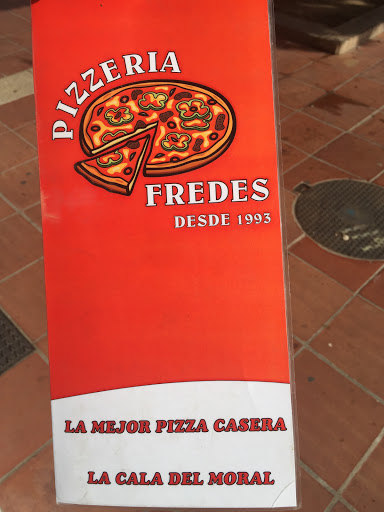 PIZZERIA
FREDES
DESDE 1993
LA MEJOR PIZZA CASERA
LA CALA DEL MORAL